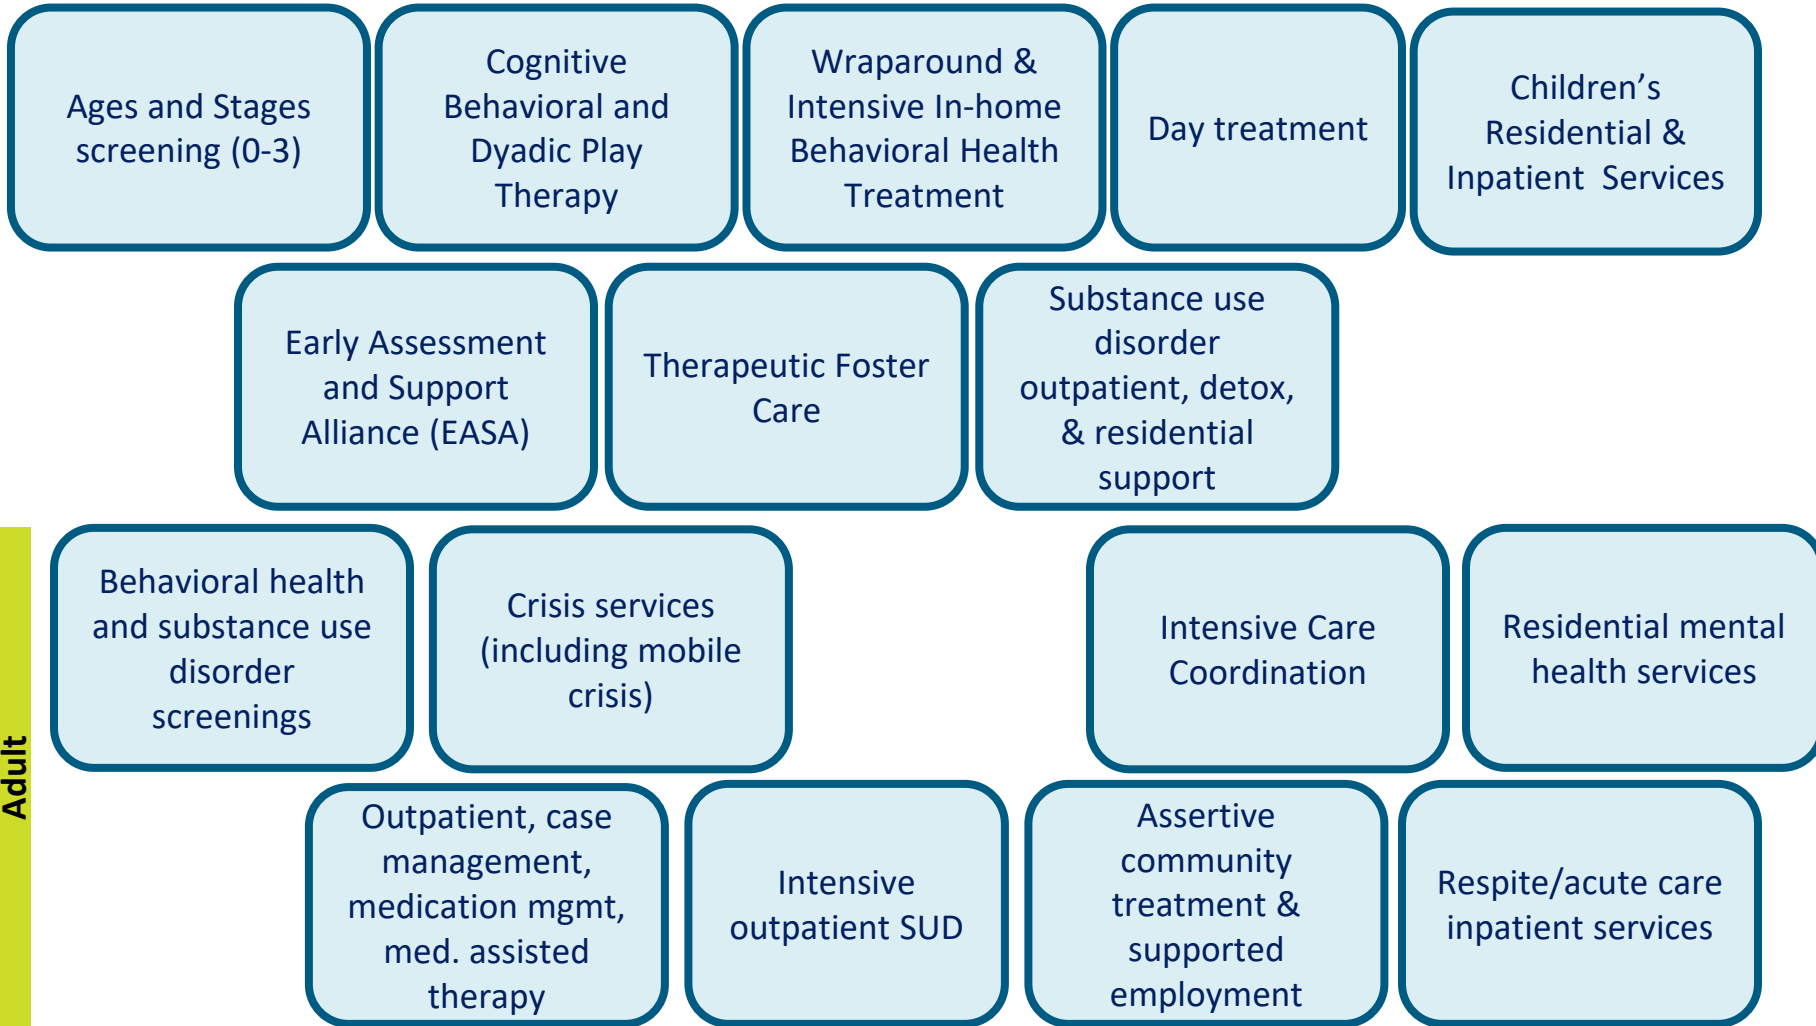 Ages and Stages
screening (0-3)
Cognitive
Behavioral and
Dyadic Play
Therapy
Wraparound &
Intensive In-home
Behavioral Health
Treatment
Day treatment
Children’s
Residential &
Inpatient Services
Early Assessment
and Support
Alliance (EASA)
Therapeutic Foster
Care
Substance use
disorder
outpatient, detox,
& residential
support
Adult
Behavioral health
and substance use
disorder
screenings
Crisis services
(including mobile
crisis)
Intensive Care
Coordination
Residential mental
health services
Outpatient, case
management,
medication mgmt,
med. assisted
therapy
Intensive
outpatient SUD
Assertive
community
treatment &
supported
employment
Respite/acute care
inpatient services